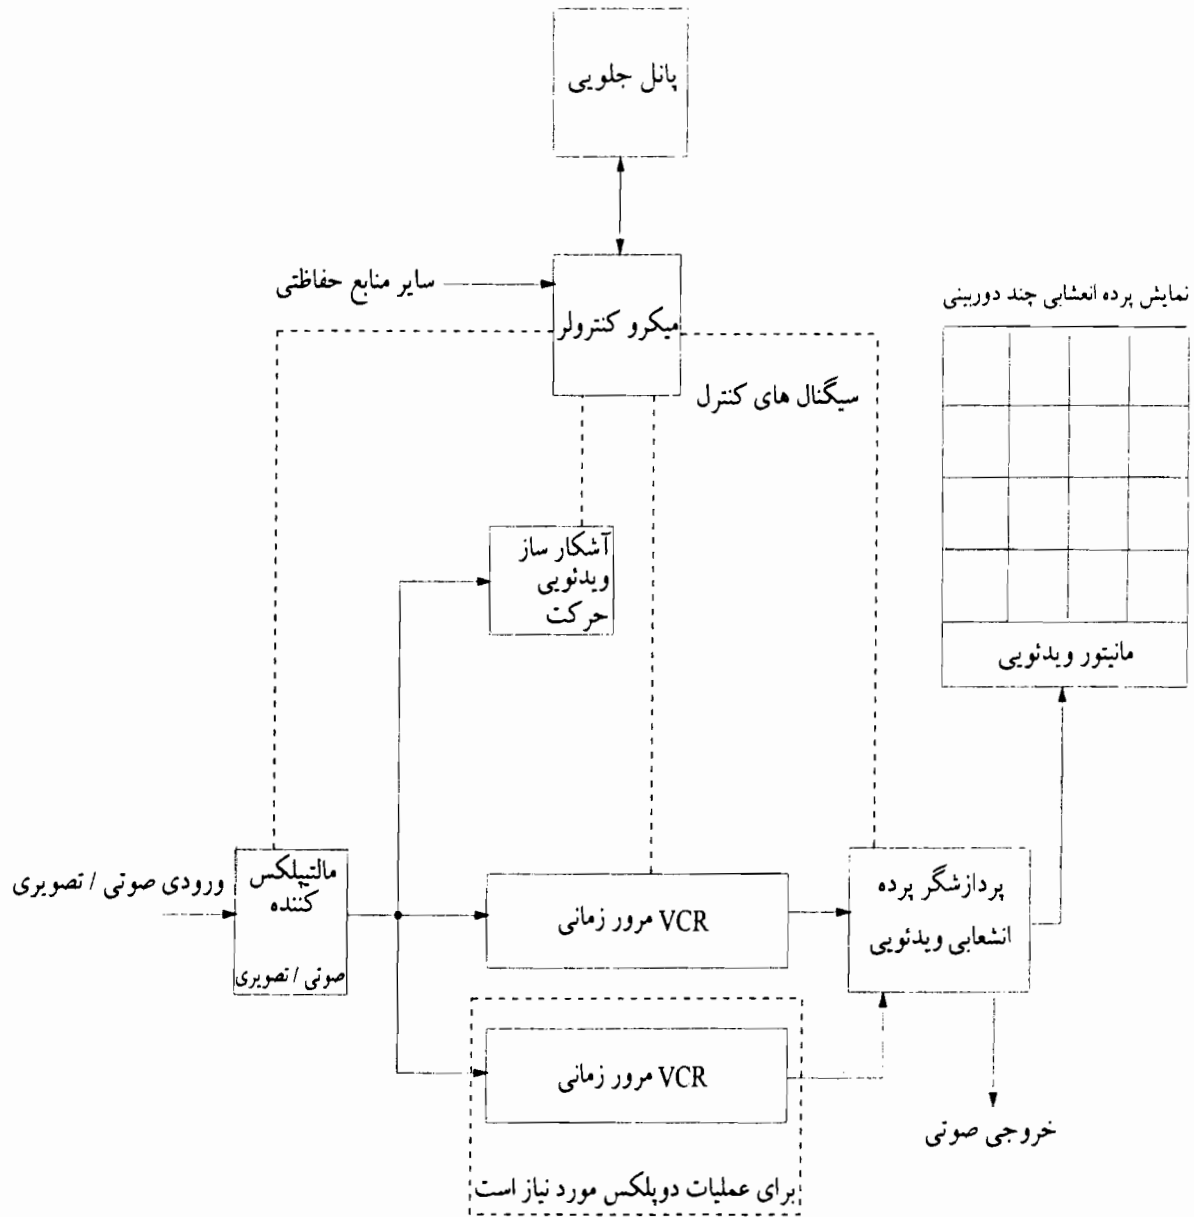 پانل جلویی
سایر منابع حفاظتی
میکرو کنترولر
نمایش پرده انعشابی چند دوربینی
سیگنال های کنترل
آشکار ساز
ویدئویی
حرکت
مانیتور ویدئویی
ورودی صوتی / تصویری
مالتیپلکس
کننده
صوتی / تصویری
VCR مرور زمانی
پردازشگر پرده
انشعابی ویدئویی
VCR مرور زمانی
خروجی صوتی
برای عملیات دوپلکس مورد نیاز است